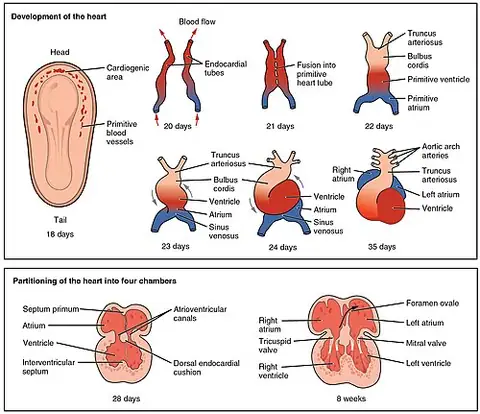 Development of the heart
Head
Cardiogenic
area
Primitive
blood
vessels
Tail
18 days
Blood flow
Endocardial
tubes
20 days
Fusion into
primitive
heart tube
21 days
Truncus
arteriosus
Bulbus
cordis
Primitive ventricle
Primitive
atrium
22 days
Truncus
arteriosus
Bulbus
cordis
Ventricle
Atrium
Sinus
venosus
23 days
Ventricle
Atrium
Sinus
venosus
24 days
Aortic arch
arteries
Right
atrium
Truncus
arteriosus
Left atrium
Ventricle
35 days
Partitioning of the heart into four chambers
Septum primum
Atrium
Ventricle
Interventricular
septum
Atrioventricular
canals
Dorsal endocardial
cushion
28 days
Right
atrium
Tricuspid
valve
Right
ventricle
Foramen ovale
Left atrium
Mitral valve
Left ventricle
8 weeks